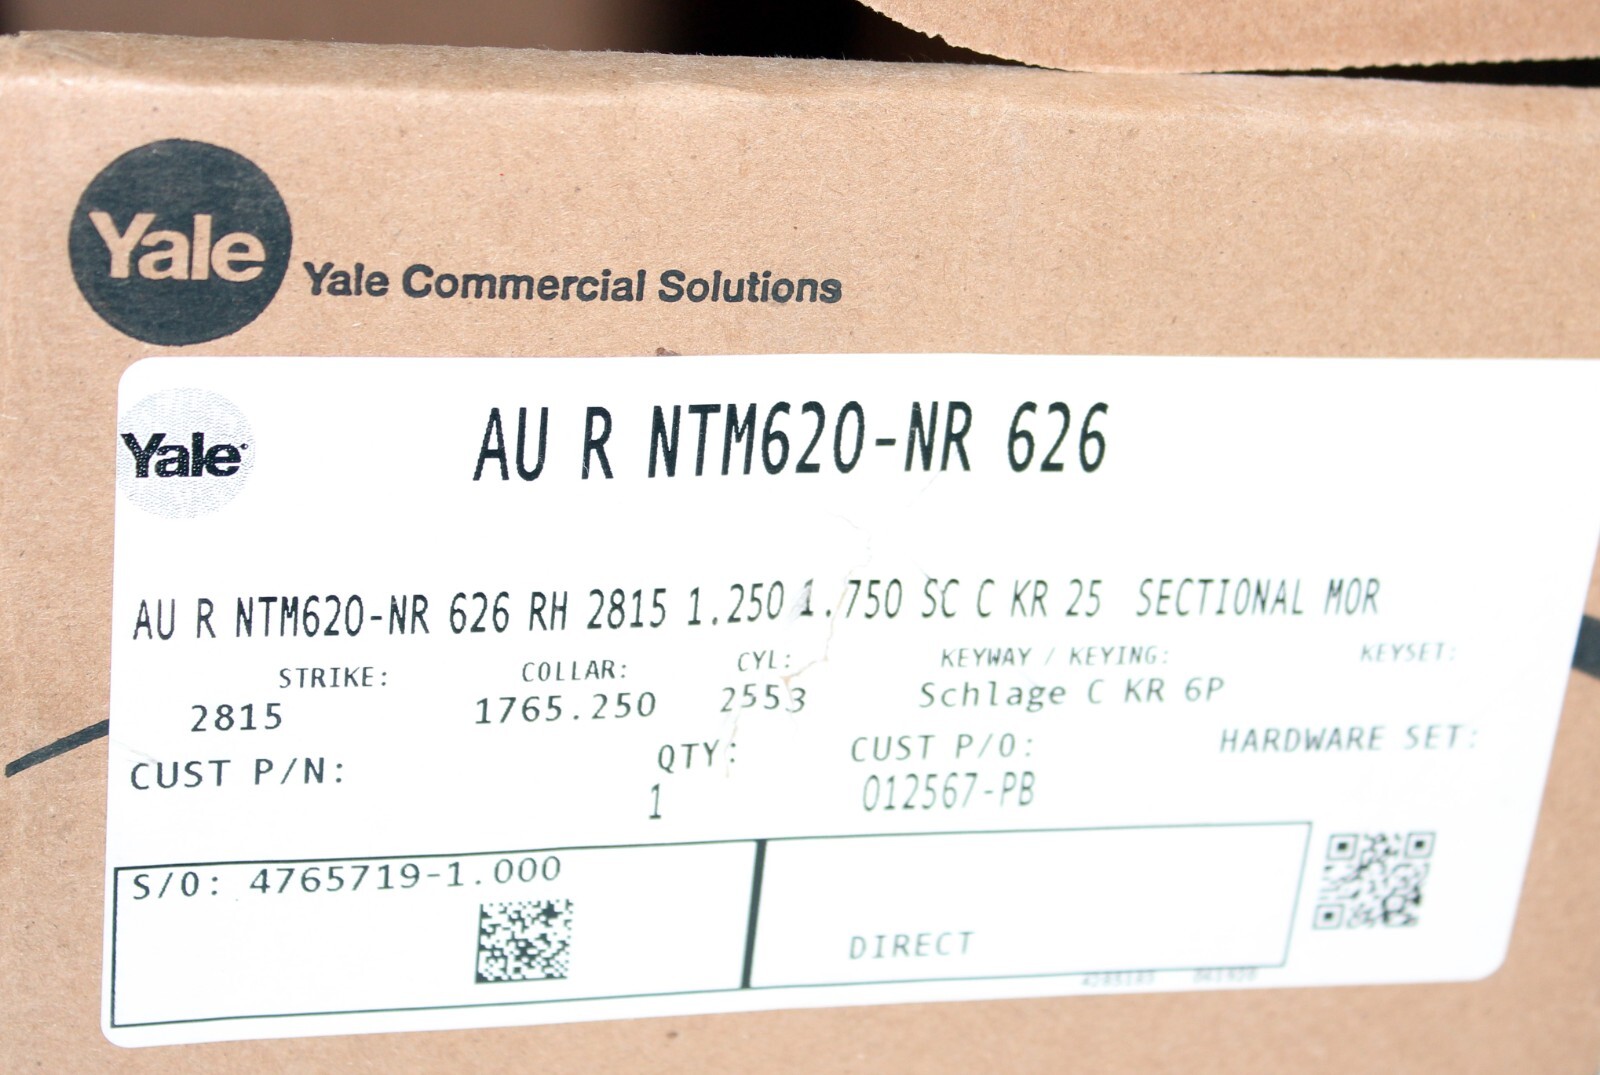 Yale
Yale Commercial Solutions
Yale
AU R NTM620-NR 626
AU R NTM620-NR 626 RH 2815 1.250 1.750 SC C KR 25 SECTIONAL MOR
STRIKE: COLLAR: CYL: KEYWAY / KEYING: KEYSET:
2815 1765.250 2553 Schlage C KR 6P
CUST P/N: QTY: CUST P/O: HARDWARE SET:
1 012567-PB
S/O: 4765719-1.000
DIRECT